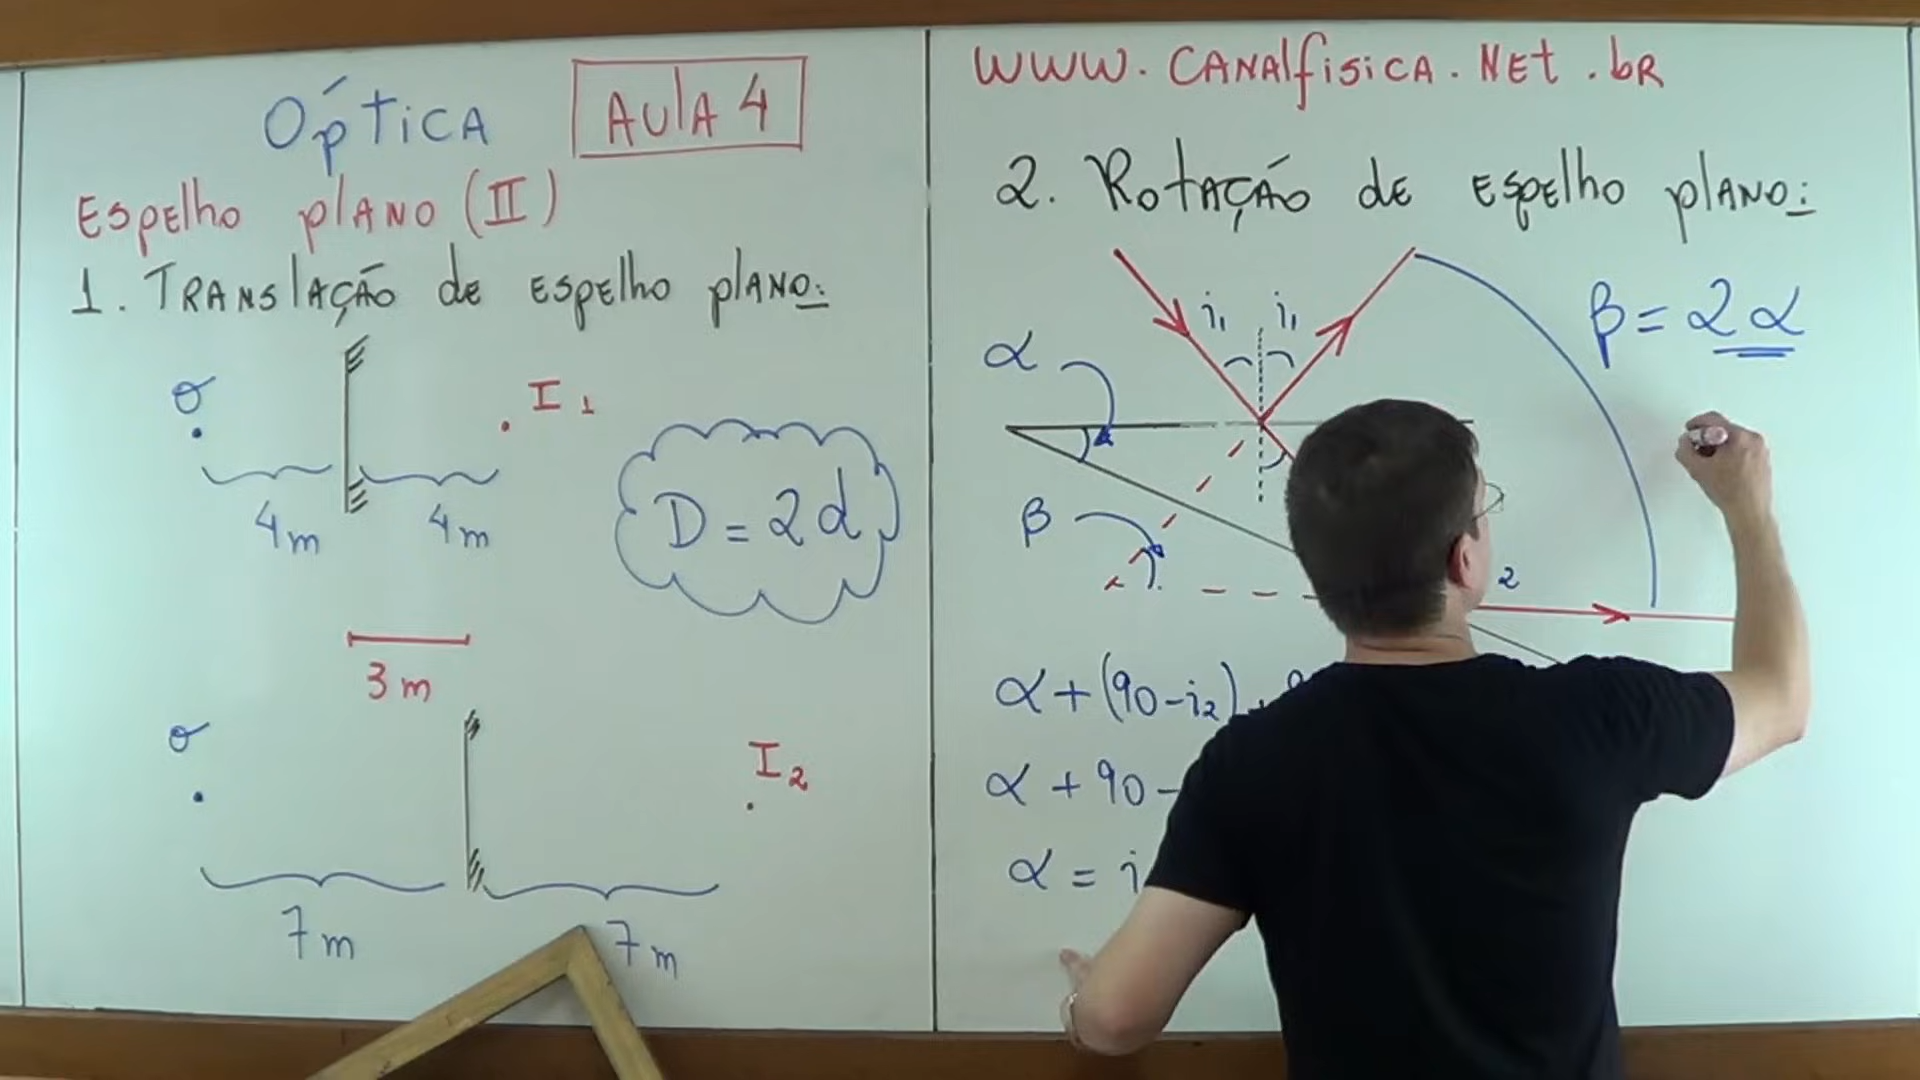 Óptica Aula 4
Espelho plano (II)
1. Translação de espelho plano:
σ
I1
4m 4m
D = 2d
3m
σ
I2
7m 7m
www.canalfisica.net.br
2. Rotação de espelho plano:
i1 i1
β = 2α
α
β
2
α + (90 - i2)
α + 90 -
α = i